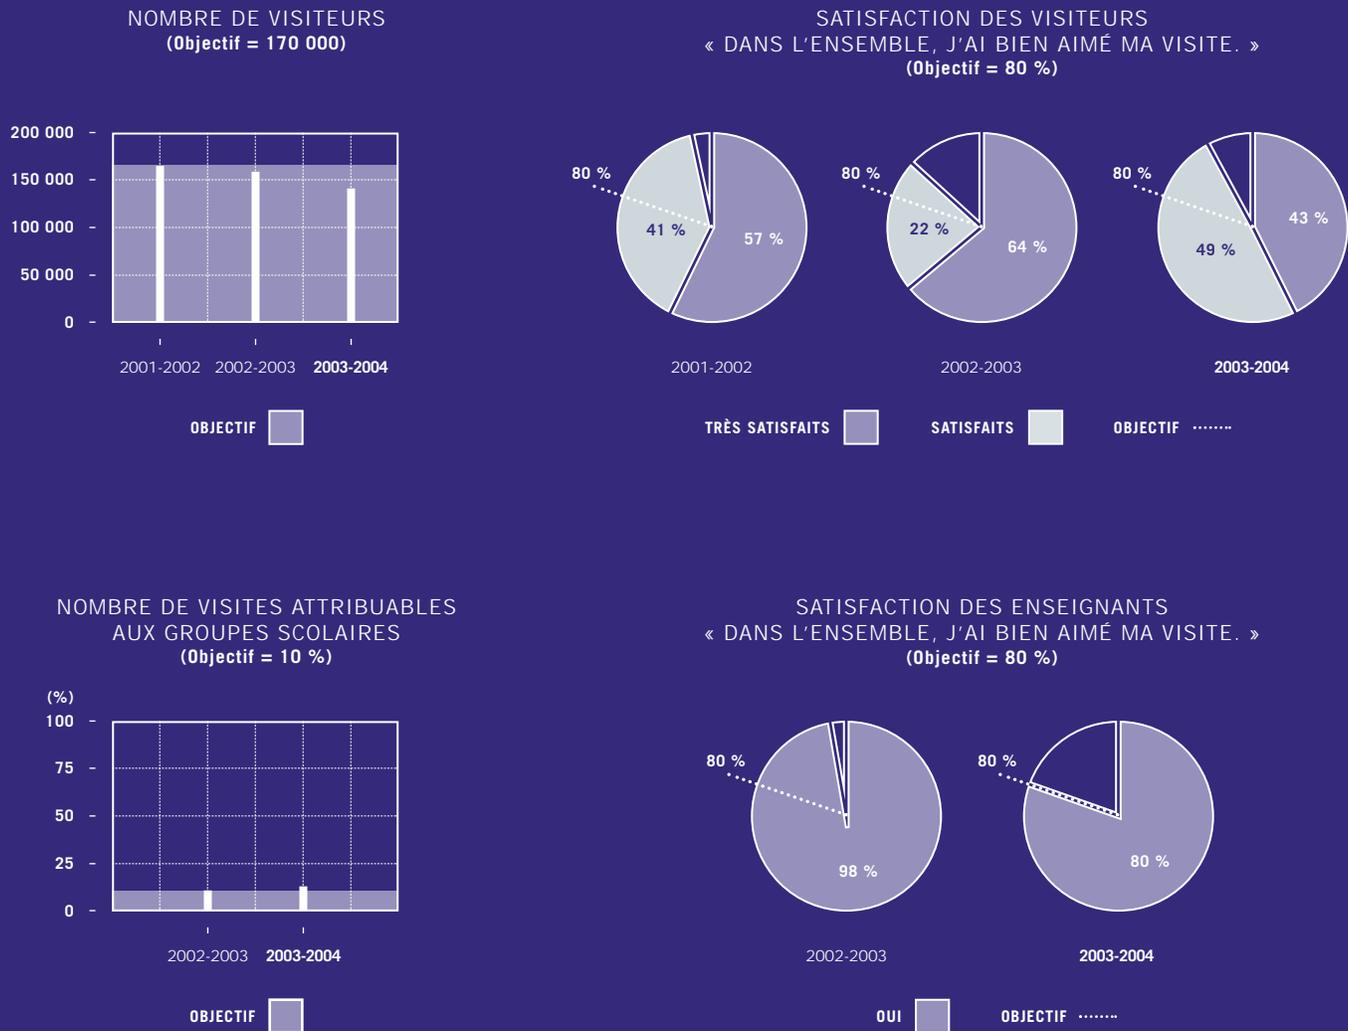 NOMBRE DE VISITEURS
(Objectif = 170 000)
200 000
150 000
100 000
50 000
0
2001-2002 2002-2003 2003-2004
OBJECTIF
SATISFACTION DES VISITEURS
« DANS L'ENSEMBLE, J'AI BIEN AIMÉ MA VISITE. »
(Objectif = 80 %)
80 % 80 % 80 %
41 % 57 % 22 % 64 % 49 % 43 %
2001-2002 2002-2003 2003-2004
TRÈS SATISFAITS SATISFAITS OBJECTIF
NOMBRE DE VISITES ATTRIBUABLES
AUX GROUPES SCOLAIRES
(Objectif = 10 %)
(%)
100
75
50
25
0
2002-2003 2003-2004
OBJECTIF
SATISFACTION DES ENSEIGNANTS
« DANS L'ENSEMBLE, J'AI BIEN AIMÉ MA VISITE. »
(Objectif = 80 %)
80 % 80 %
98 % 80 %
2002-2003 2003-2004
OUI OBJECTIF